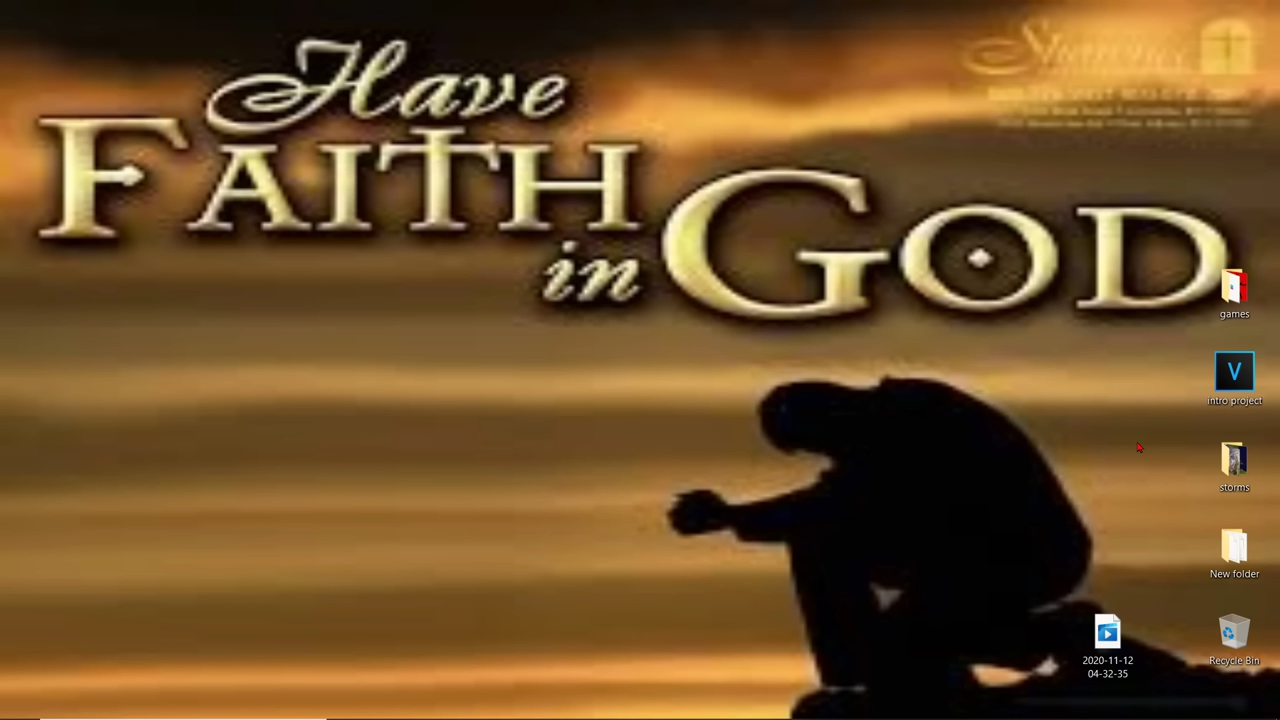 Have
FAITH
in GOD
games
V
intro project
storms
New folder
2020-11-12
04-32-35
Recycle Bin